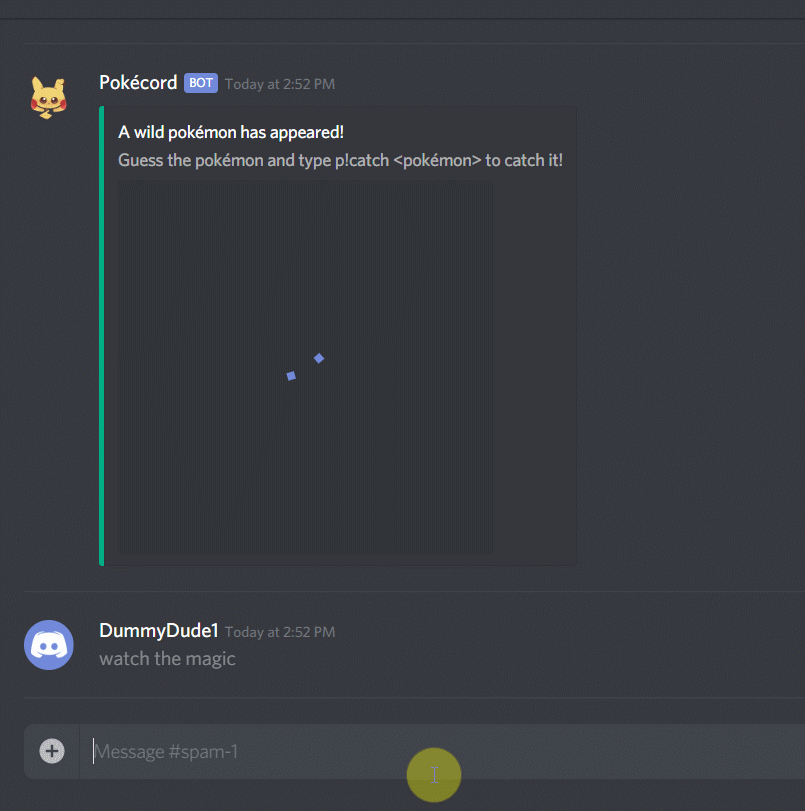 Pokécord BOT Today at 2:52 PM
A wild pokémon has appeared!
Guess the pokémon and type p!catch <pokémon> to catch it!
DummyDude1 Today at 2:52 PM
watch the magic
Message #spam-1